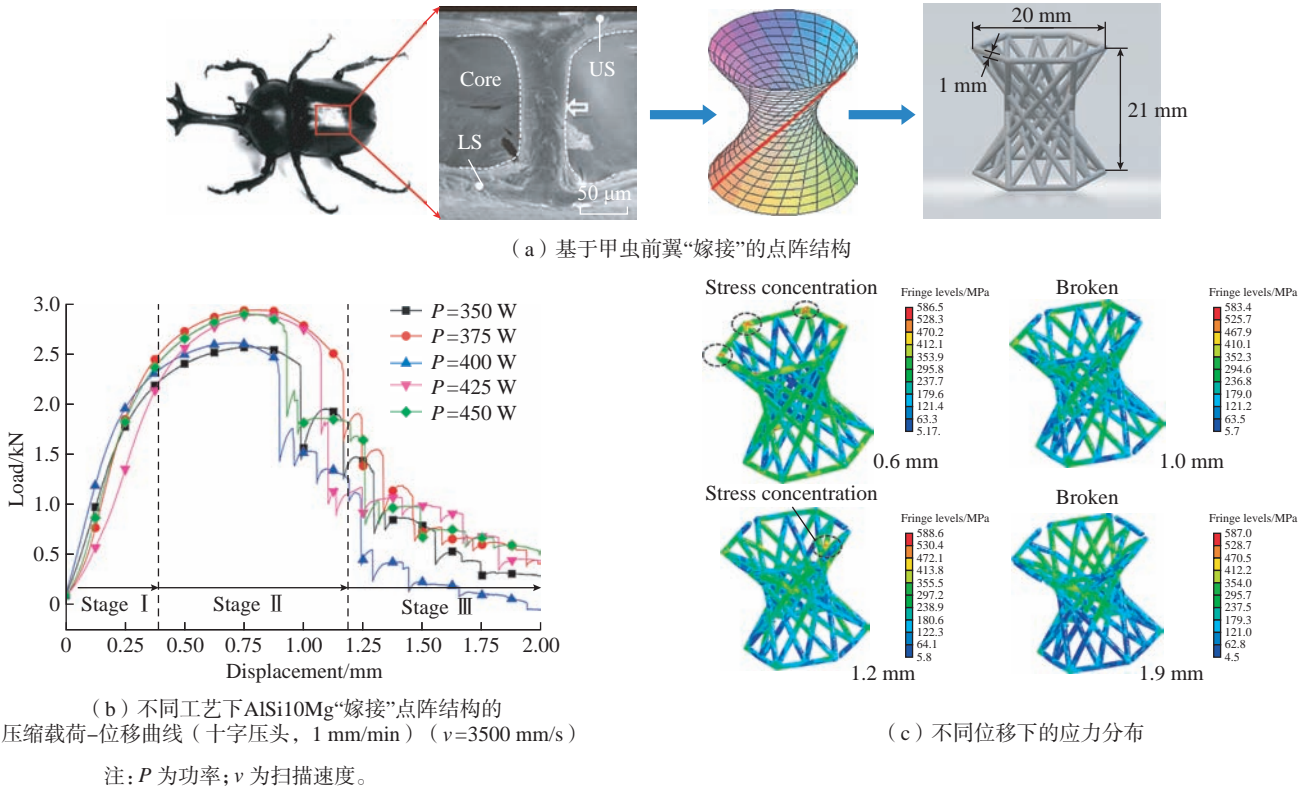 Core
US
LS
50 μm
20 mm
1 mm
21 mm
（a）基于甲虫前翼“嫁接”的点阵结构
3.0
2.5
2.0
1.5
1.0
0.5
0
Load/kN
P=350 W
P=375 W
P=400 W
P=425 W
P=450 W
Stage Ⅰ
Stage Ⅱ
Stage Ⅲ
0 0.25 0.50 0.75 1.00 1.25 1.50 1.75 2.00
Displacement/mm
（b）不同工艺下AlSi10Mg“嫁接”点阵结构的
压缩载荷–位移曲线（十字压头，1 mm/min）（v=3500 mm/s）
Stress concentration
Fringe levels/MPa
586.5
528.3
470.2
412.1
353.9
295.8
237.7
179.6
121.4
63.3
5.17.
0.6 mm
Broken
Fringe levels/MPa
583.4
525.7
467.9
410.1
352.3
294.6
236.8
179.0
121.2
63.5
5.7
1.0 mm
Stress concentration
Fringe levels/MPa
588.6
530.4
472.1
413.8
355.5
297.2
238.9
180.6
122.3
64.1
5.8
1.2 mm
Broken
Fringe levels/MPa
587.0
528.7
470.5
412.2
354.0
295.7
237.5
179.3
121.0
62.8
4.5
1.9 mm
（c）不同位移下的应力分布
注：P 为功率；v 为扫描速度。